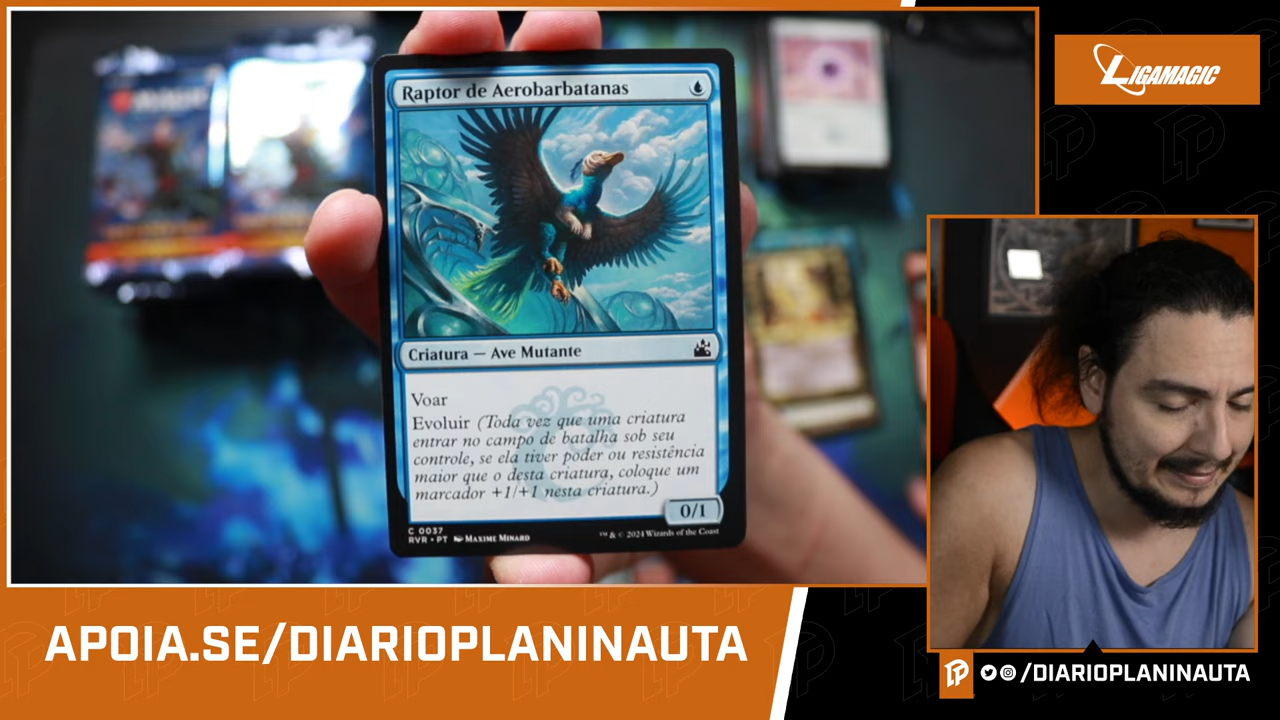 Raptor de Aerobarbatanas
Criatura — Ave Mutante
Voar
Evoluir (Toda vez que uma criatura
entrar no campo de batalha sob seu
controle, se ela tiver poder ou resistência
maior que o desta criatura, coloque um
marcador +1/+1 nesta criatura.)
0/1
C 0037
RVR • PT MAXIME MINARD
™ & © 2024 Wizards of the Coast
LIGAMAGIC
APOIA.SE/DIARIOPLANINAUTA
/DIARIOPLANINAUTA